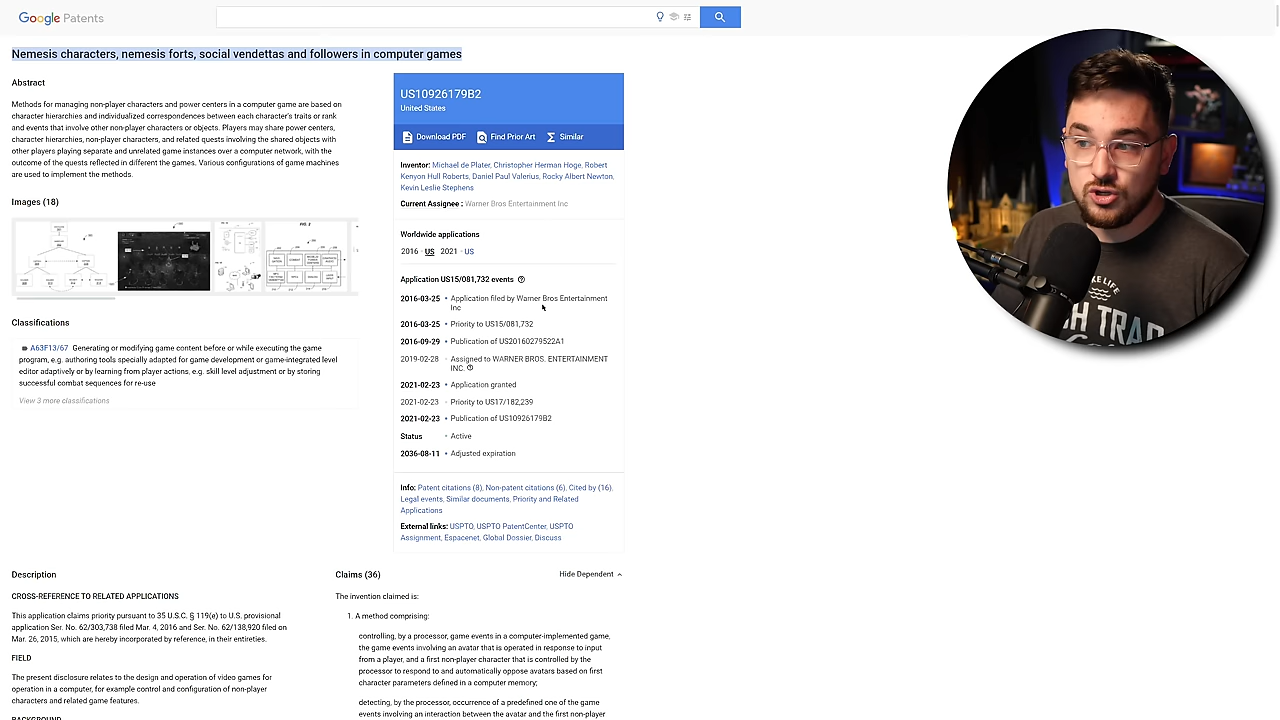 Google Patents
Nemesis characters, nemesis forts, social vendettas and followers in computer games
Abstract
Methods for managing non-player characters and power centers in a computer game are based on
character hierarchies and individualized correspondences between each character's traits or rank
and events that involve other non-player characters or objects. Players may share power centers,
character hierarchies, non-player characters, and related quests involving the shared objects with
other players playing separate and unrelated game instances over a computer network, with the
outcome of the quests reflected in different the games. Various configurations of game machines
are used to implement the methods.
Images (18)
FIG. 2
Classifications
A63F13/67 Generating or modifying game content before or while executing the game
program, e.g. authoring tools specially adapted for game development or game-integrated level
editor adaptively or by learning from player actions, e.g. skill level adjustment or by storing
successful combat sequences for re-use
View 3 more classifications
US10926179B2
United States
Download PDF Find Prior Art Similar
Inventor: Michael de Plater, Christopher Herman Hoge, Robert
Kenyon Hull Roberts, Daniel Paul Valerius, Rocky Albert Newton,
Kevin Leslie Stephens
Current Assignee : Warner Bros Entertainment Inc
Worldwide applications
2016 · US 2021 · US
Application US15/081,732 events
2016-03-25 • Application filed by Warner Bros Entertainment
Inc
2016-03-25 • Priority to US15/081,732
2016-09-29 • Publication of US20160279522A1
2019-02-28 • Assigned to WARNER BROS. ENTERTAINMENT
INC.
2021-02-23 • Application granted
2021-02-23 • Priority to US17/182,239
2021-02-23 • Publication of US10926179B2
Status • Active
2036-08-11 • Adjusted expiration
Info: Patent citations (8), Non-patent citations (6), Cited by (16),
Legal events, Similar documents, Priority and Related
Applications
External links: USPTO, USPTO PatentCenter, USPTO
Assignment, Espacenet, Global Dossier, Discuss
Description
CROSS-REFERENCE TO RELATED APPLICATIONS
This application claims priority pursuant to 35 U.S.C. § 119(e) to U.S. provisional
application Ser. No. 62/303,738 filed Mar. 4, 2016 and Ser. No. 62/138,920 filed on
Mar. 26, 2015, which are hereby incorporated by reference, in their entireties.
FIELD
The present disclosure relates to the design and operation of video games for
operation in a computer, for example control and configuration of non-player
characters and related game features.
BACKGROUND
Claims (36)
Hide Dependent
The invention claimed is:
1. A method comprising:
controlling, by a processor, game events in a computer-implemented game,
the game events involving an avatar that is operated in response to input
from a player, and a first non-player character that is controlled by the
processor to respond to and automatically oppose avatars based on first
character parameters defined in a computer memory;
detecting, by the processor, occurrence of a predefined one of the game
events involving an interaction between the avatar and the first non-player
LIFE